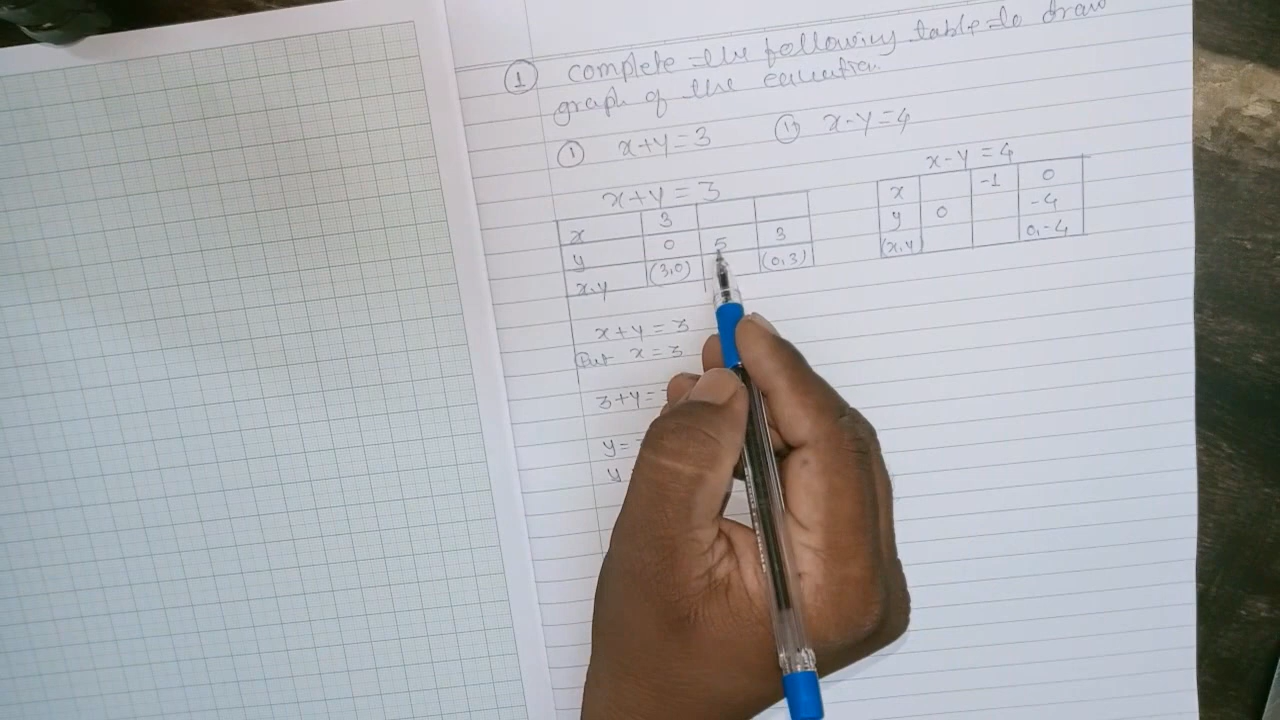 ① complete the following table to draw
graph of the equation.
① x+y=3 ⑪ x-y=4
x+y=3
x 3
y 0 5 3
x,y (3,0) (0,3)
x-y=4
x -1 0
y 0 -4
(x,y) 0,-4
x+y=3
Put x=3
3+y=
y=
y